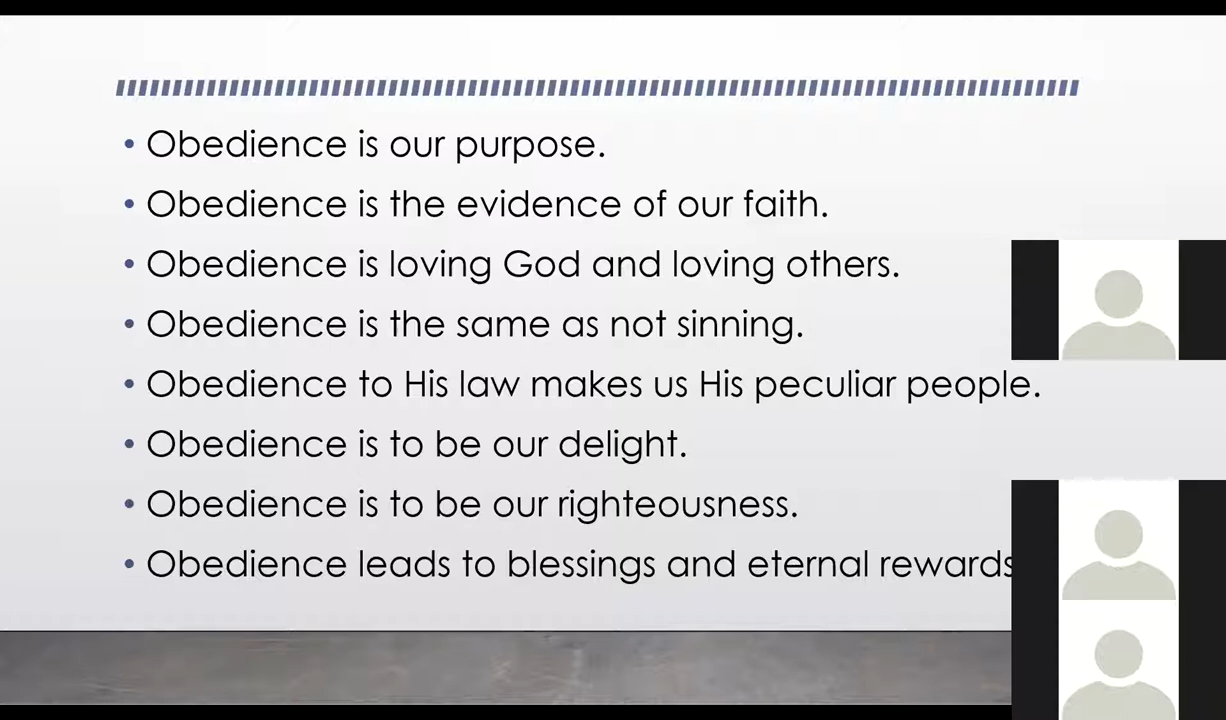 • Obedience is our purpose.
• Obedience is the evidence of our faith.
• Obedience is loving God and loving others.
• Obedience is the same as not sinning.
• Obedience to His law makes us His peculiar people.
• Obedience is to be our delight.
• Obedience is to be our righteousness.
• Obedience leads to blessings and eternal rewards